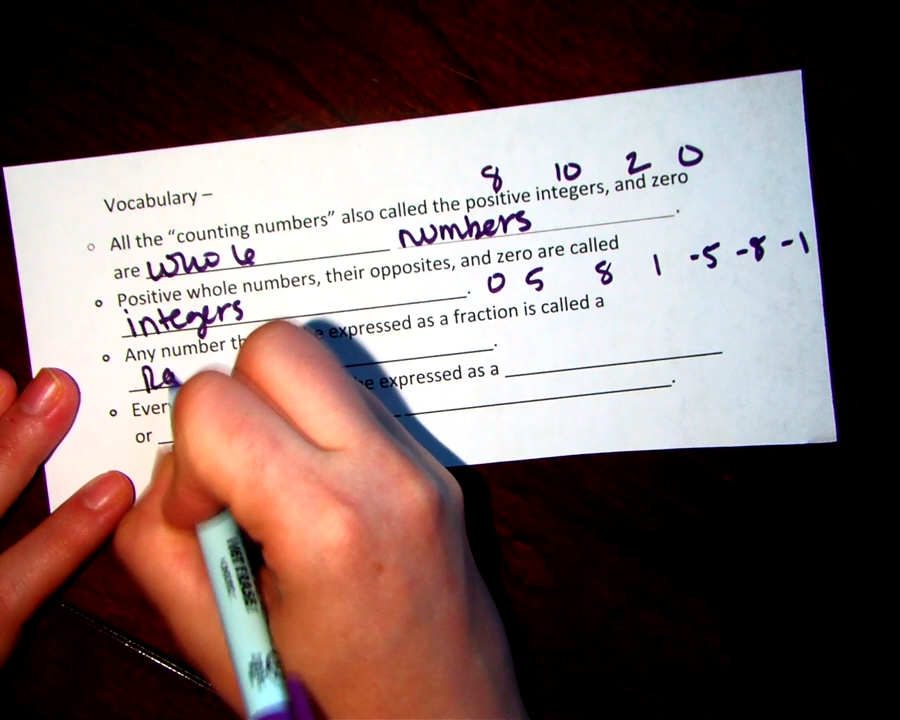 Vocabulary –
8 10 2 0
All the “counting numbers” also called the positive integers, and zero
are whole numbers.
Positive whole numbers, their opposites, and zero are called
integers. 0 5 8 1 -5 -8 -1
Any number expressed as a fraction is called a
Ra .
expressed as a
or .